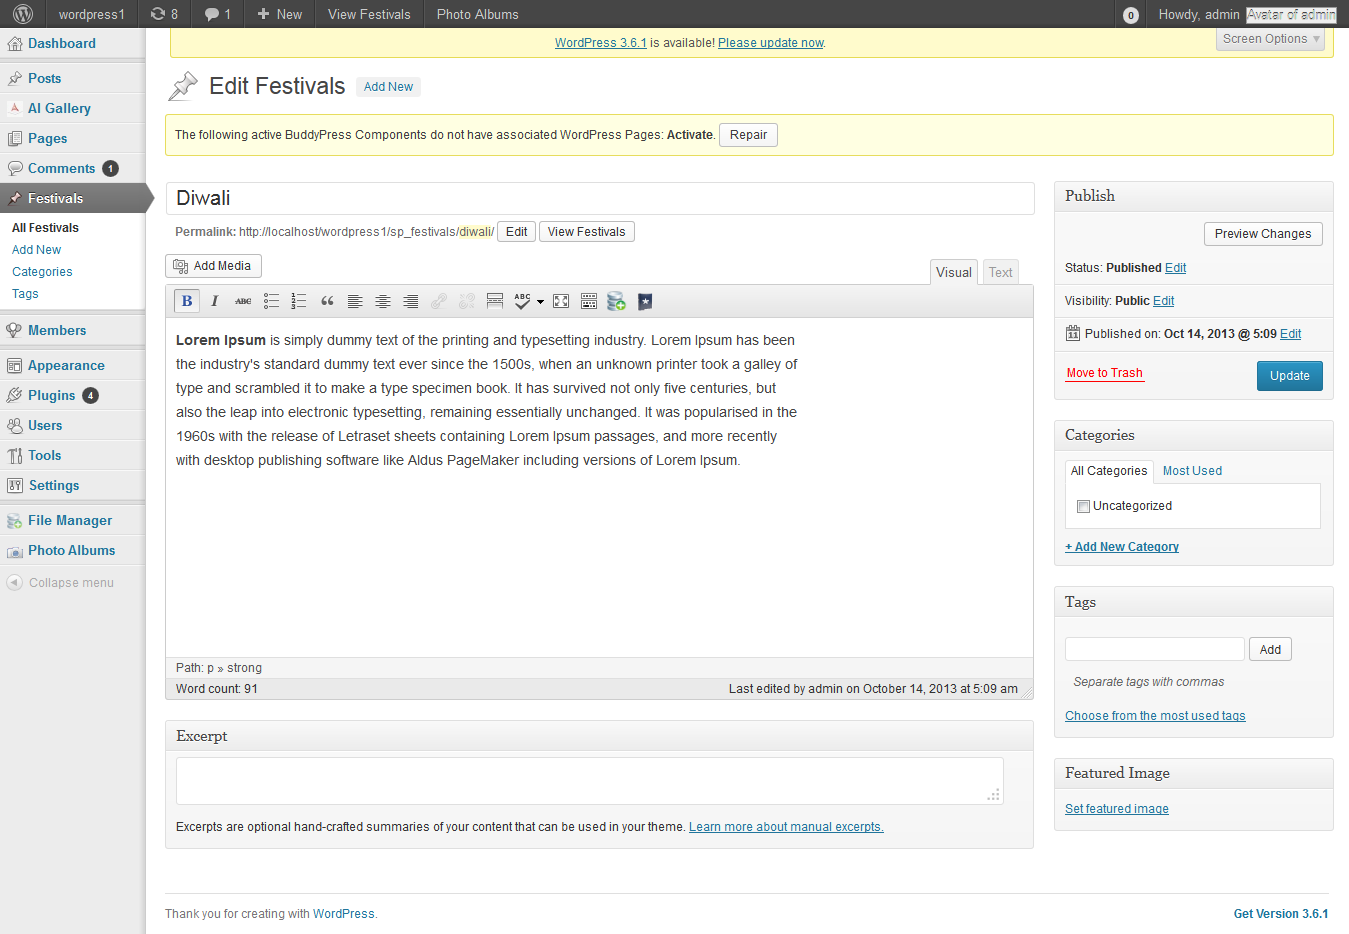 wordpress1 8 1 + New View Festivals Photo Albums 0 Howdy, admin Avatar of admin
Dashboard
Posts
AI Gallery
Pages
Comments 1
Festivals
All Festivals
Add New
Categories
Tags
Members
Appearance
Plugins 4
Users
Tools
Settings
File Manager
Photo Albums
Collapse menu
WordPress 3.6.1 is available! Please update now.
Screen Options
Edit Festivals Add New
The following active BuddyPress Components do not have associated WordPress Pages: Activate. Repair
Diwali
Permalink: http://localhost/wordpress1/sp_festivals/diwali/ Edit View Festivals
Add Media
Visual Text
B I ABC ABC
Lorem Ipsum is simply dummy text of the printing and typesetting industry. Lorem Ipsum has been
the industry's standard dummy text ever since the 1500s, when an unknown printer took a galley of
type and scrambled it to make a type specimen book. It has survived not only five centuries, but
also the leap into electronic typesetting, remaining essentially unchanged. It was popularised in the
1960s with the release of Letraset sheets containing Lorem Ipsum passages, and more recently
with desktop publishing software like Aldus PageMaker including versions of Lorem Ipsum.
Path: p » strong
Word count: 91 Last edited by admin on October 14, 2013 at 5:09 am
Excerpt
Excerpts are optional hand-crafted summaries of your content that can be used in your theme. Learn more about manual excerpts.
Publish
Preview Changes
Status: Published Edit
Visibility: Public Edit
11 Published on: Oct 14, 2013 @ 5:09 Edit
Move to Trash Update
Categories
All Categories Most Used
Uncategorized
+ Add New Category
Tags
Add
Separate tags with commas
Choose from the most used tags
Featured Image
Set featured image
Thank you for creating with WordPress. Get Version 3.6.1